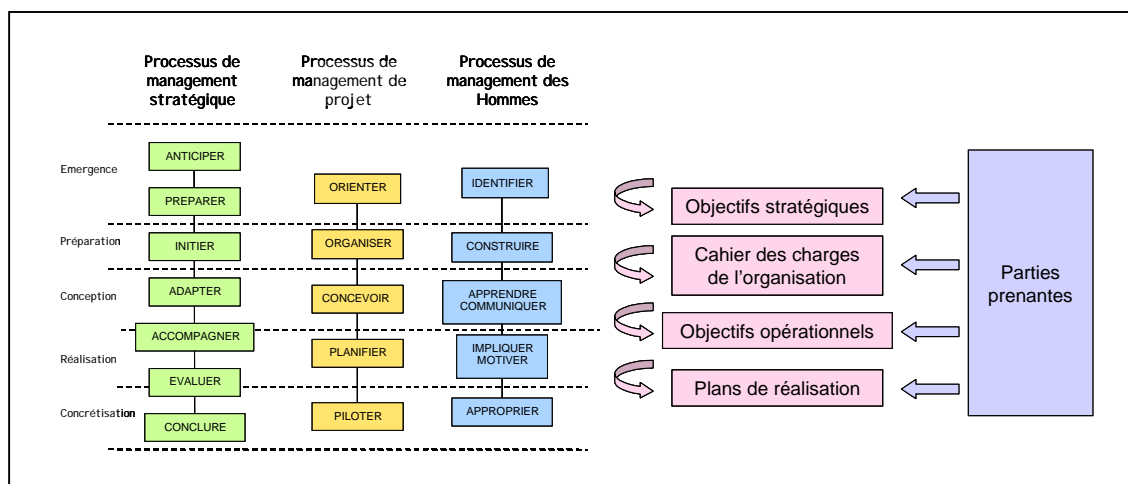 Processus de
management
stratégique
Processus de
management de
projet
Processus de
management des
Hommes
Emergence
ANTICIPER
PREPARER
ORIENTER
IDENTIFIER
Objectifs stratégiques
Préparation
INITIER
ORGANISER
CONSTRUIRE
Cahier des charges
de l'organisation
Conception
ADAPTER
CONCEVOIR
APPRENDRE
COMMUNIQUER
Parties
prenantes
ACCOMPAGNER
Objectifs opérationnels
Réalisation
PLANIFIER
IMPLIQUER
MOTIVER
EVALUER
Plans de réalisation
Concrétisation
CONCLURE
PILOTER
APPROPRIER